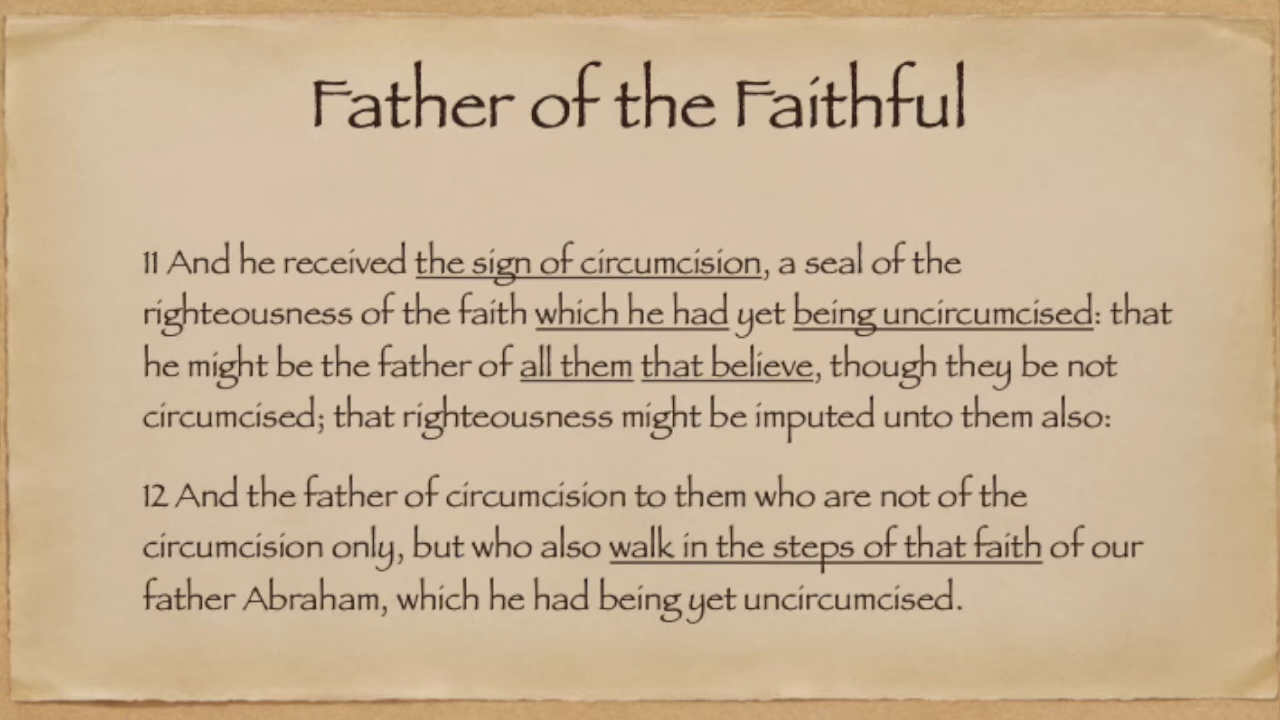 Father of the Faithful
11 And he received the sign of circumcision, a seal of the
righteousness of the faith which he had yet being uncircumcised: that
he might be the father of all them that believe, though they be not
circumcised; that righteousness might be imputed unto them also:
12 And the father of circumcision to them who are not of the
circumcision only, but who also walk in the steps of that faith of our
father Abraham, which he had being yet uncircumcised.